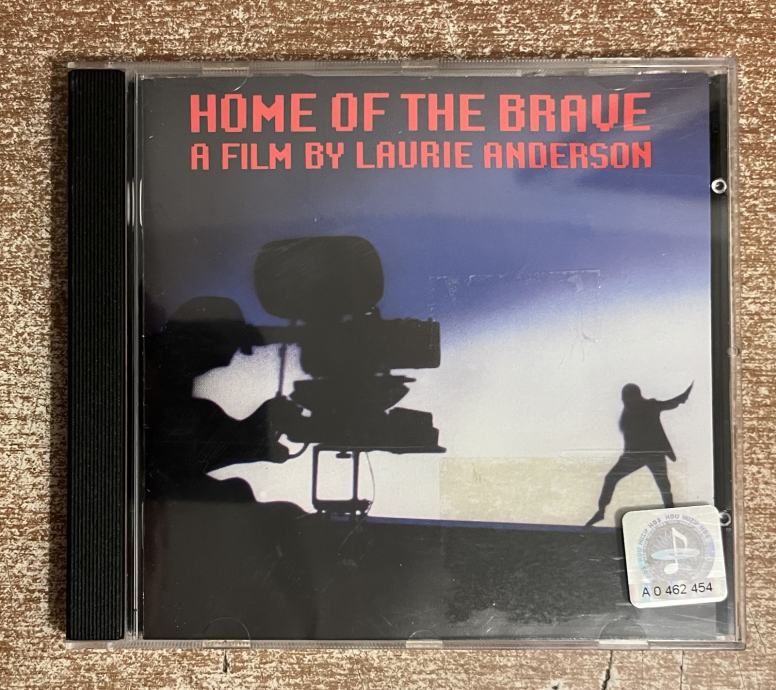 HOME OF THE BRAVE
A FILM BY LAURIE ANDERSON
A 0 462 454